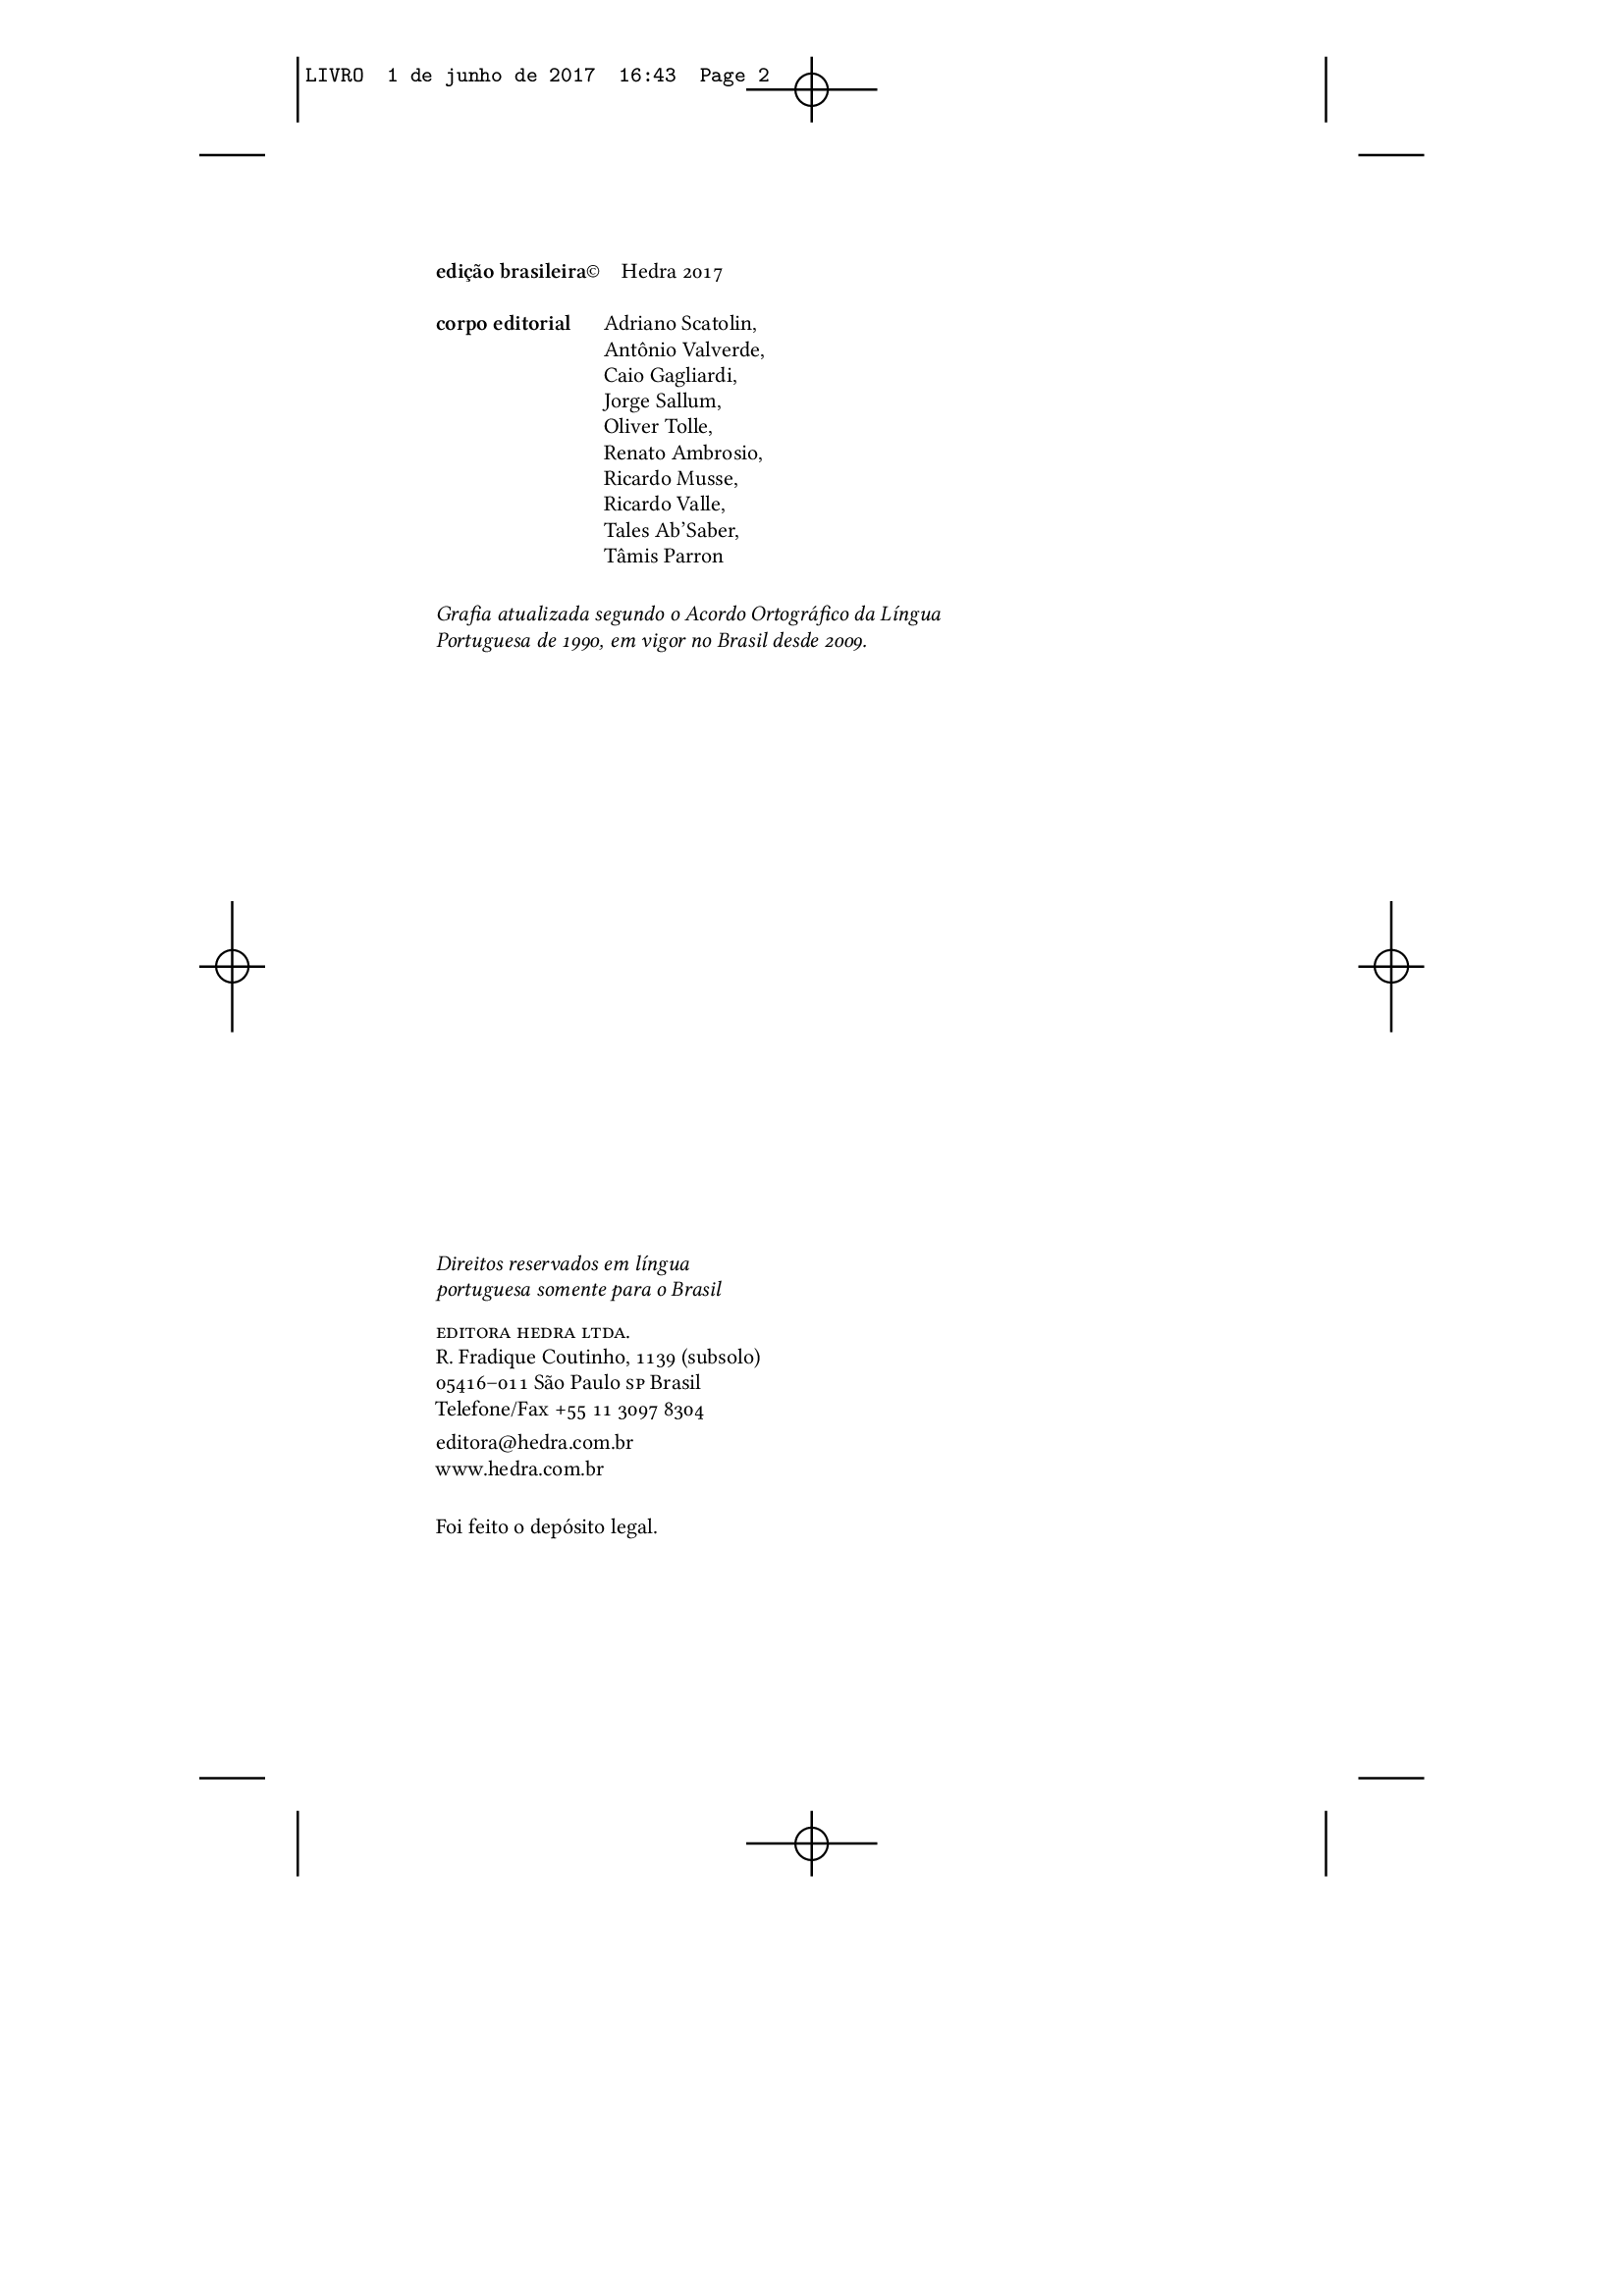 LIVRO 1 de junho de 2017 16:43 Page 2
edição brasileira© Hedra 2017
corpo editorial Adriano Scatolin,
Antônio Valverde,
Caio Gagliardi,
Jorge Sallum,
Oliver Tolle,
Renato Ambrosio,
Ricardo Musse,
Ricardo Valle,
Tales Ab’Saber,
Tâmis Parron
Grafia atualizada segundo o Acordo Ortográfico da Língua
Portuguesa de 1990, em vigor no Brasil desde 2009.
Direitos reservados em língua
portuguesa somente para o Brasil
EDITORA HEDRA LTDA.
R. Fradique Coutinho, 1139 (subsolo)
05416–011 São Paulo SP Brasil
Telefone/Fax +55 11 3097 8304
editora@hedra.com.br
www.hedra.com.br
Foi feito o depósito legal.